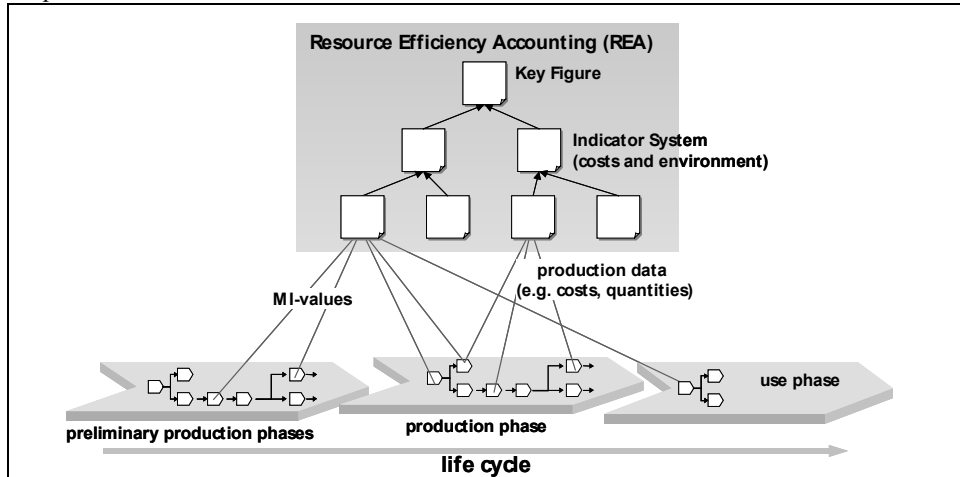 Resource Efficiency Accounting (REA)
Key Figure
Indicator System
(costs and environment)
production data
(e.g. costs, quantities)
MI-values
use phase
production phase
preliminary production phases
life cycle